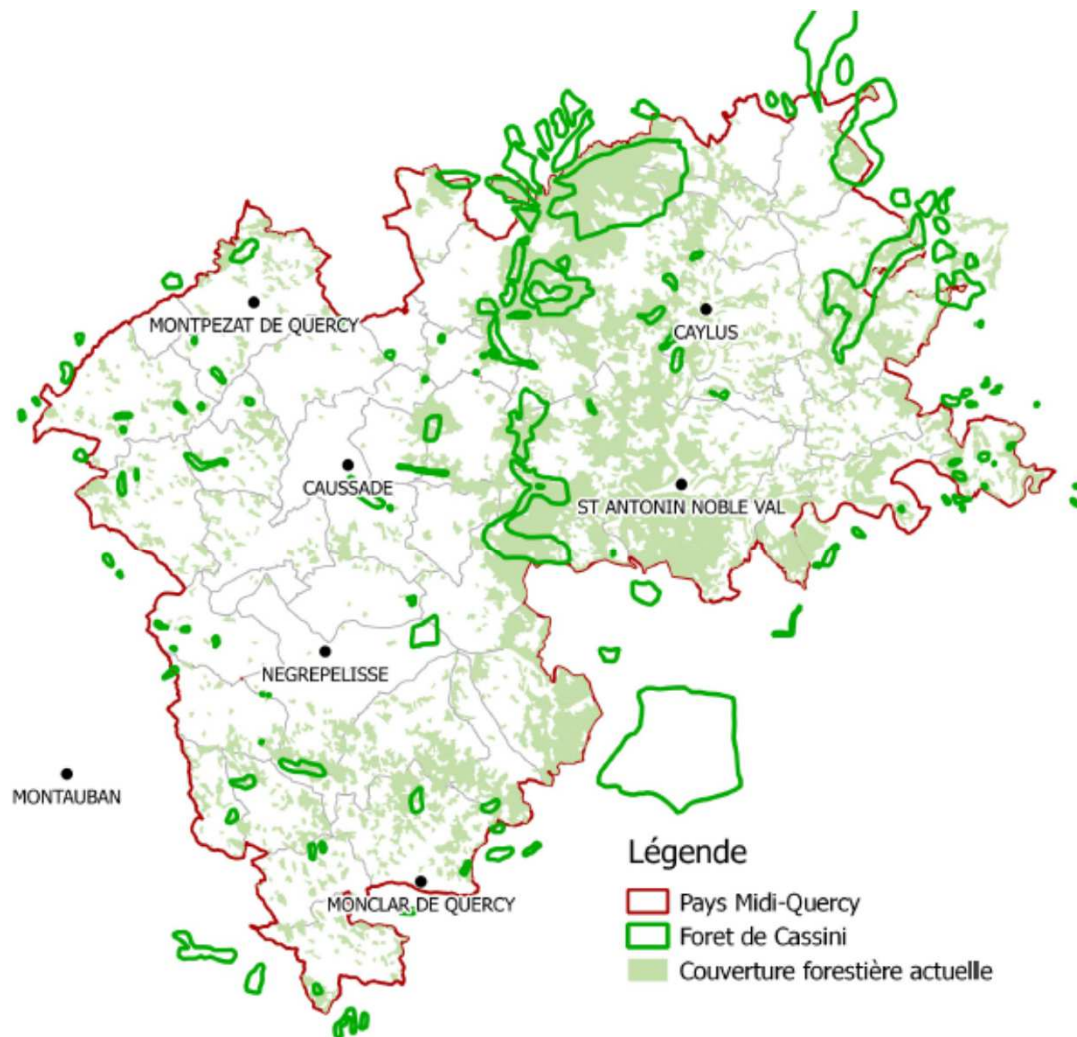 MONTPEZAT DE QUERCY
CAYLUS
CAUSSADE
ST ANTONIN NOBLE VAL
NEGREPELISSE
MONTAUBAN
MONCLAR DE QUERCY
Légende
Pays Midi-Quercy
Foret de Cassini
Couverture forestière actuelle